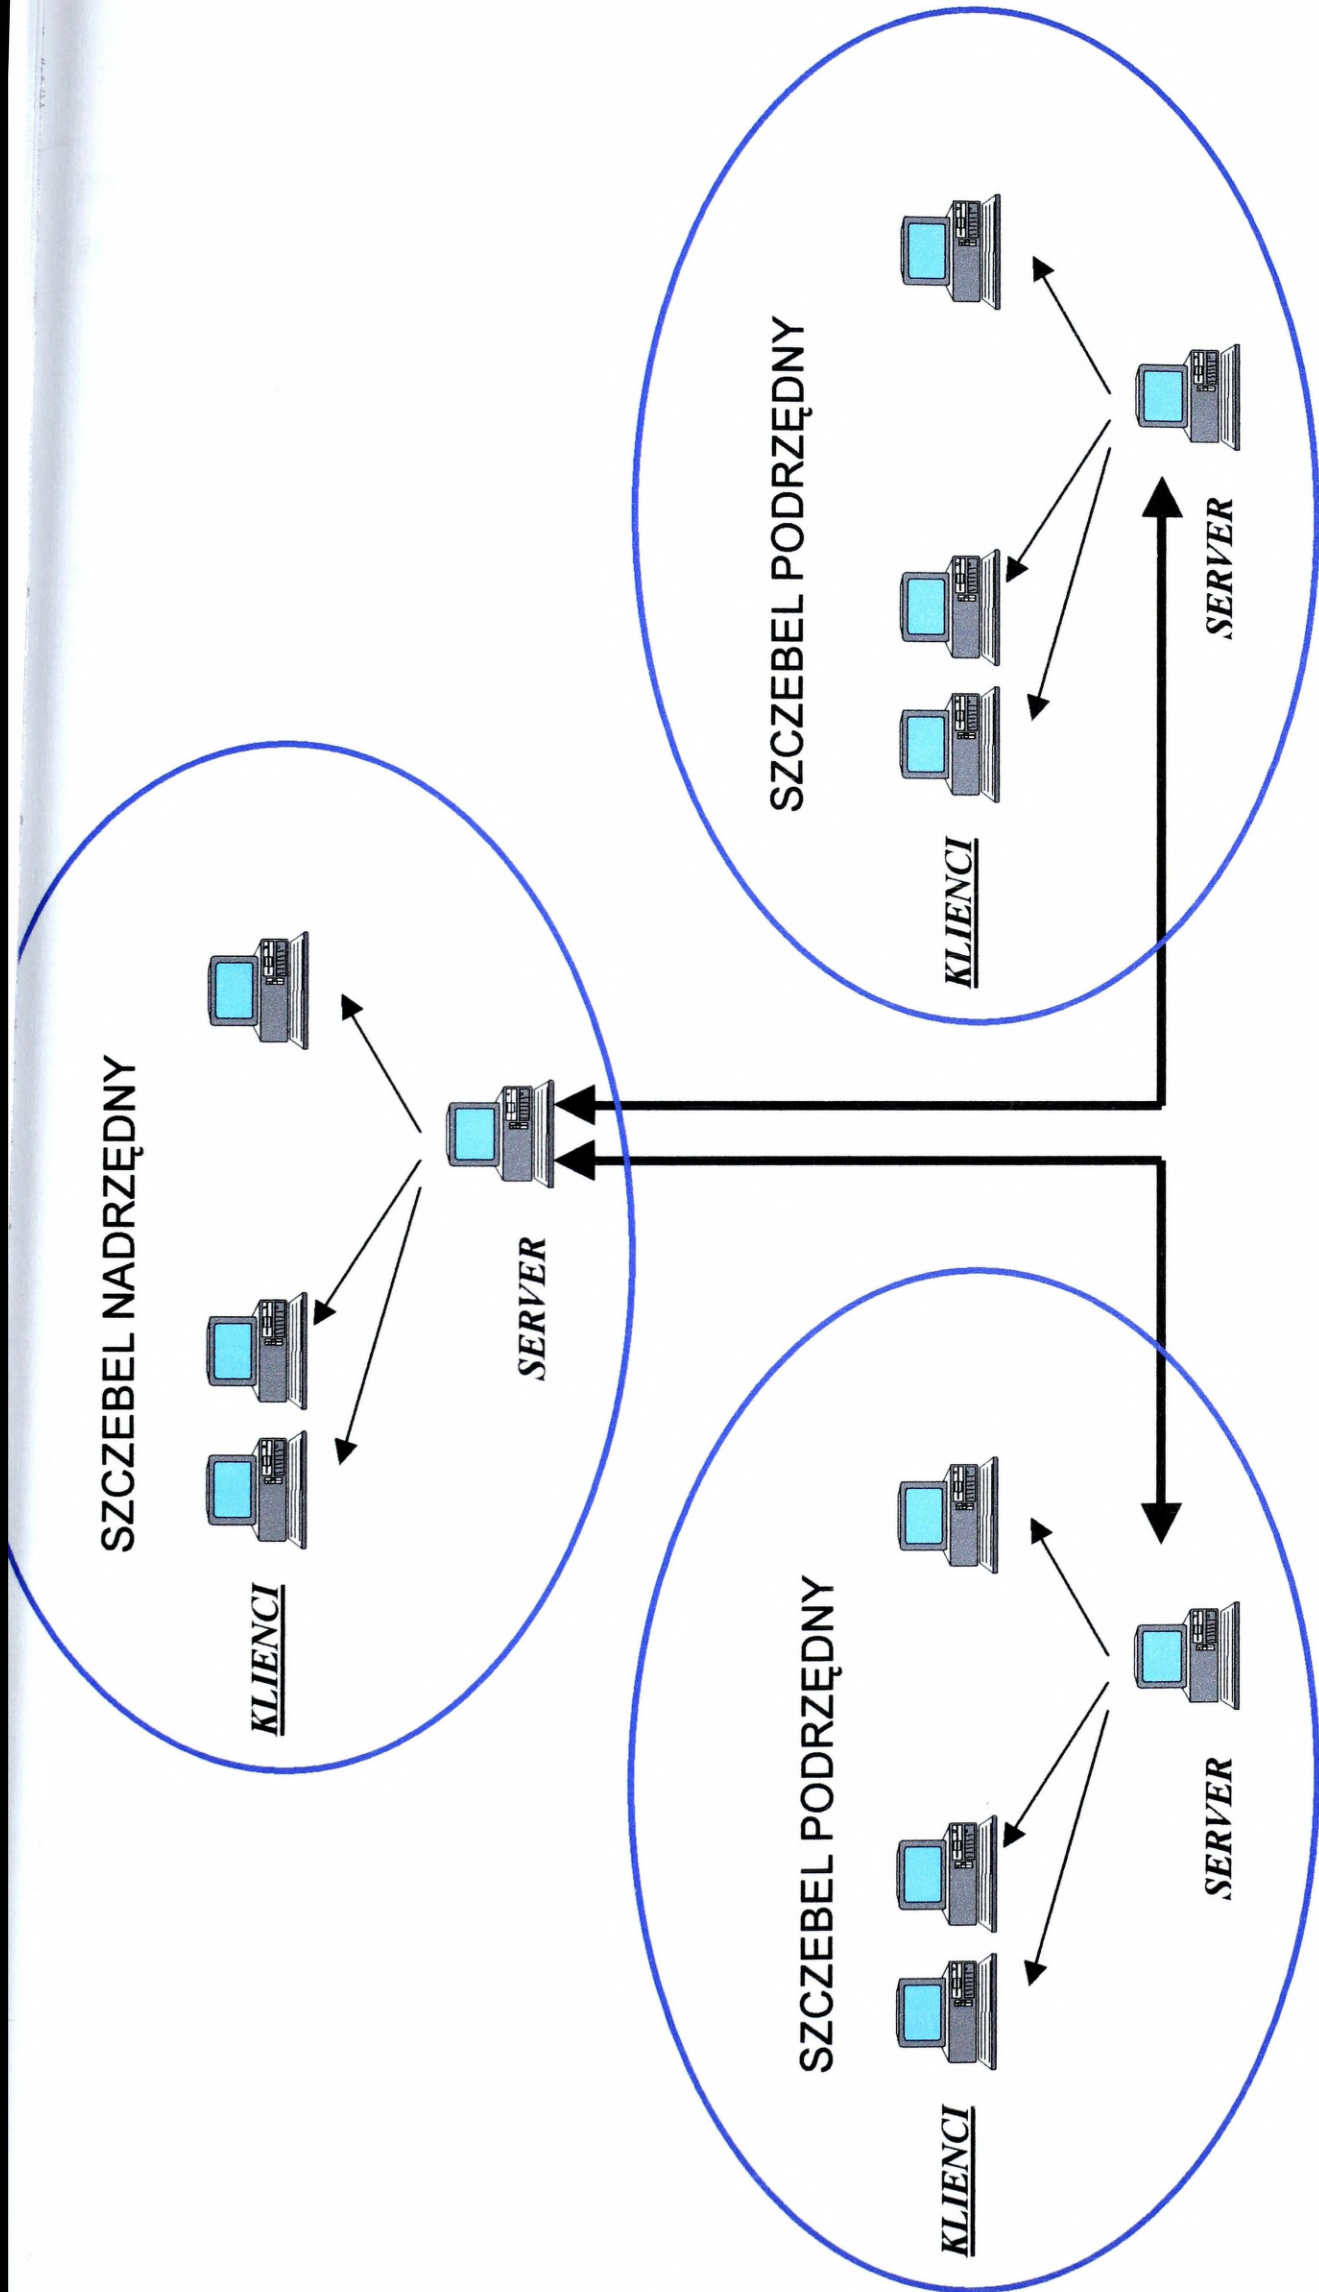 SZCZEBEL NADRZĘDNY
KLIENCI
SERVER
SZCZEBEL PODRZĘDNY
KLIENCI
SERVER
SZCZEBEL PODRZĘDNY
KLIENCI
SERVER